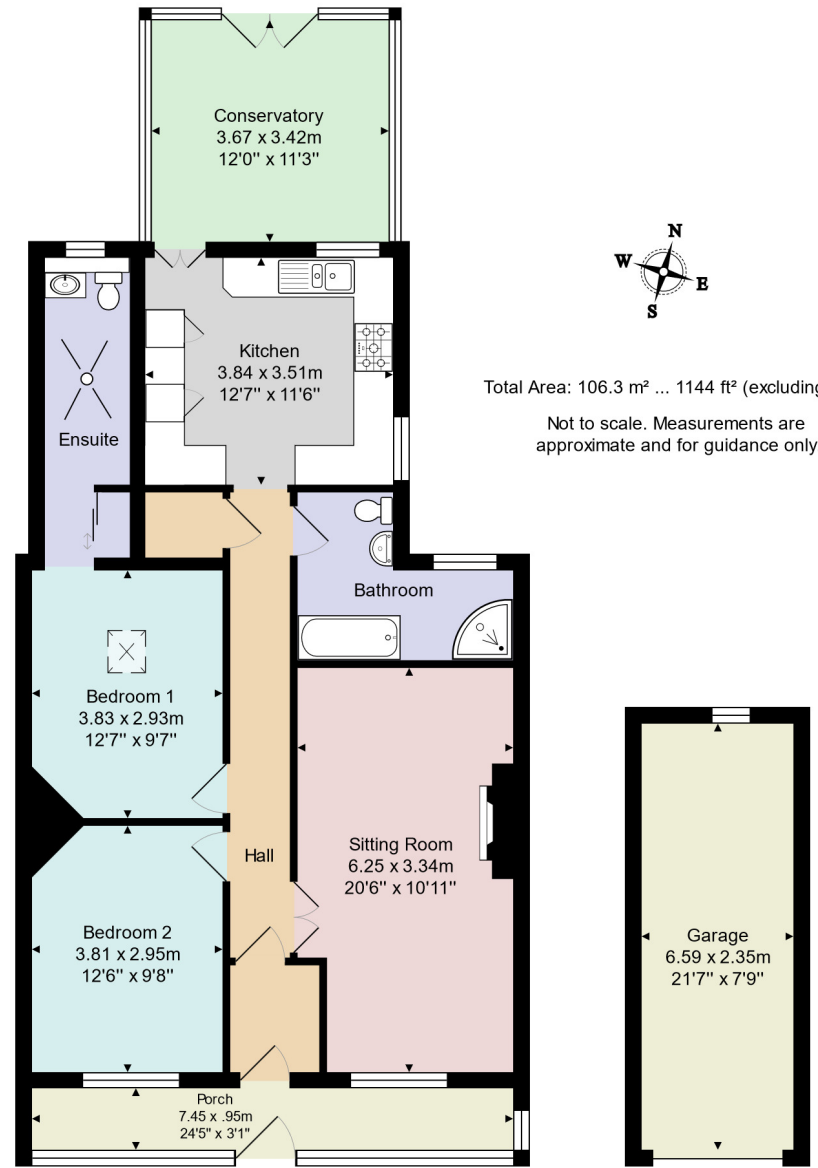 Conservatory
3.67 x 3.42m
12'0" x 11'3"
N
W
E
S
Kitchen
3.84 x 3.51m
12'7" x 11'6"
Total Area: 106.3 m² ... 1144 ft² (excluding
Not to scale. Measurements are
approximate and for guidance only
Ensuite
Bathroom
Bedroom 1
3.83 x 2.93m
12'7" x 9'7"
Hall
Sitting Room
6.25 x 3.34m
20'6" x 10'11"
Bedroom 2
3.81 x 2.95m
12'6" x 9'8"
Garage
6.59 x 2.35m
21'7" x 7'9"
Porch
7.45 x .95m
24'5" x 3'1"